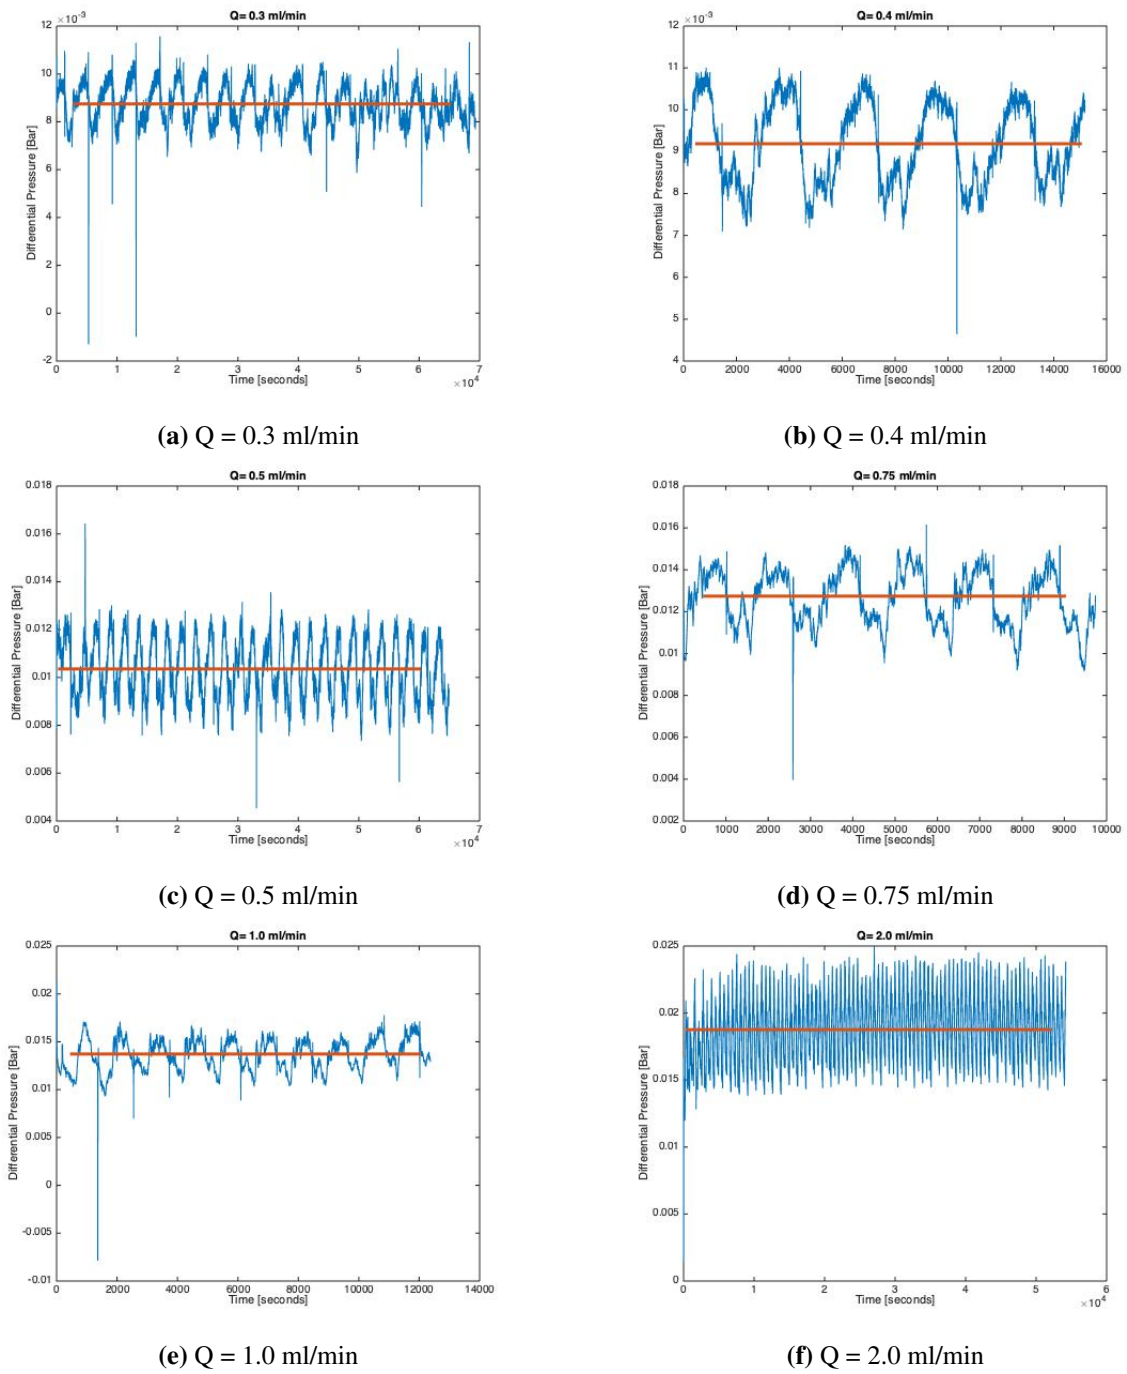 Q= 0.3 ml/min
×10⁻³
12
10
8
6
4
2
0
-2
Differential Pressure [Bar]
0 1 2 3 4 5 6 7
Time [seconds]
×10⁴
(a) Q = 0.3 ml/min
Q= 0.4 ml/min
×10⁻³
12
11
10
9
8
7
6
5
4
Differential Pressure [Bar]
0 2000 4000 6000 8000 10000 12000 14000 16000
Time [seconds]
(b) Q = 0.4 ml/min
Q= 0.5 ml/min
0.018
0.016
0.014
0.012
0.01
0.008
0.006
0.004
Differential Pressure [Bar]
0 1 2 3 4 5 6 7
Time [seconds]
×10⁴
(c) Q = 0.5 ml/min
Q= 0.75 ml/min
0.018
0.016
0.014
0.012
0.01
0.008
0.006
0.004
0.002
Differential Pressure [Bar]
0 1000 2000 3000 4000 5000 6000 7000 8000 9000 10000
Time [seconds]
(d) Q = 0.75 ml/min
Q= 1.0 ml/min
0.025
0.02
0.015
0.01
0.005
0
-0.005
-0.01
Differential Pressure [Bar]
0 2000 4000 6000 8000 10000 12000 14000
Time [seconds]
(e) Q = 1.0 ml/min
Q= 2.0 ml/min
0.025
0.02
0.015
0.01
0.005
0
Differential Pressure [Bar]
0 1 2 3 4 5 6
Time [seconds]
×10⁴
(f) Q = 2.0 ml/min